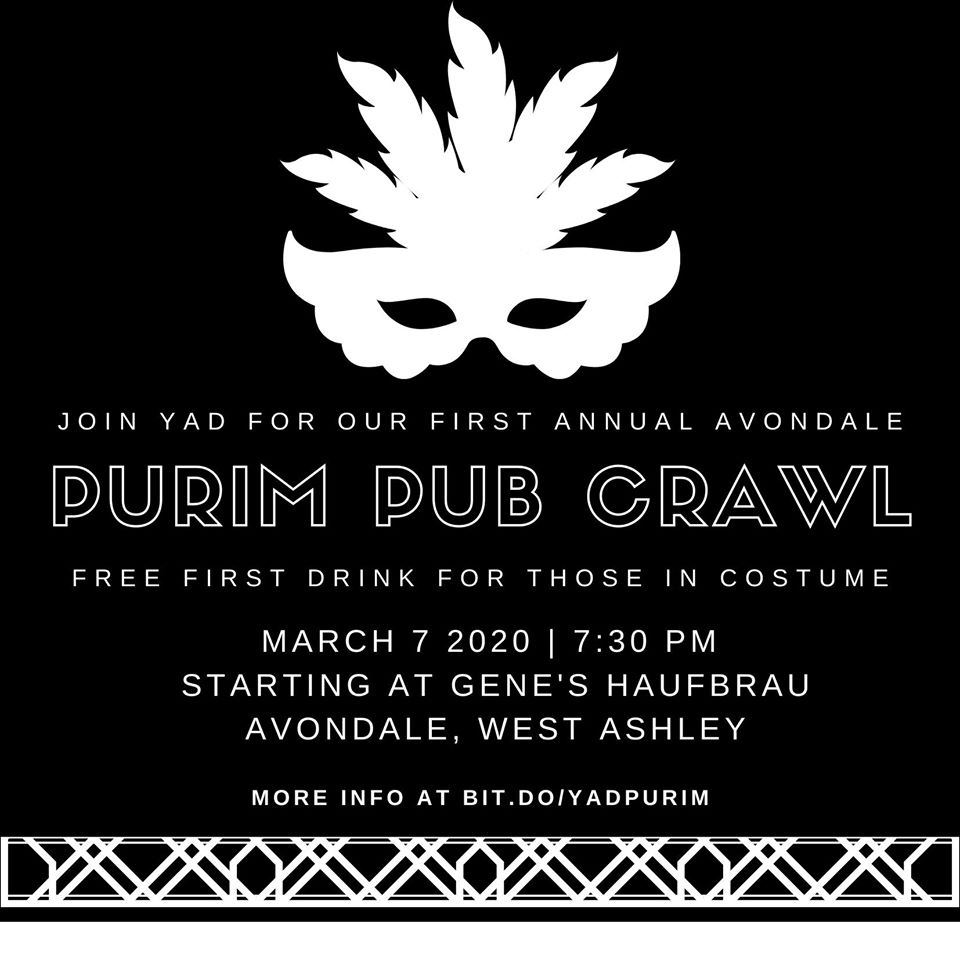 JOIN YAD FOR OUR FIRST ANNUAL AVONDALE
PURIM PUB CRAWL
FREE FIRST DRINK FOR THOSE IN COSTUME
MARCH 7 2020 | 7:30 PM
STARTING AT GENE'S HAUFBRAU
AVONDALE, WEST ASHLEY
MORE INFO AT BIT.DO/YADPURIM